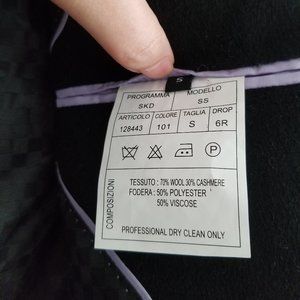 S
PROGRAMMA MODELLO
SKD SS
ARTICOLO COLORE TAGLIA DROP
128443 101 S 6R
P
COMPOSIZONI
TESSUTO : 70% WOOL 30% CASHMERE
FODERA : 50% POLYESTER
50% VISCOSE
PROFESSIONAL DRY CLEAN ONLY